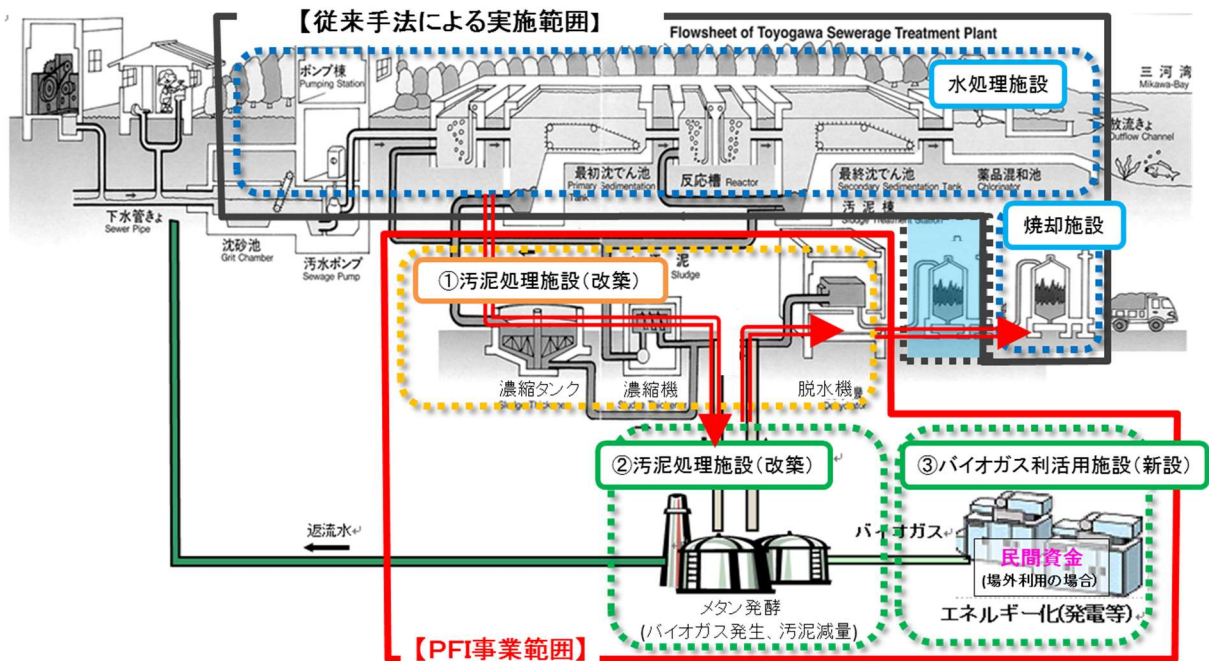 【従来手法による実施範囲】
Flowsheet of Toyogawa Sewerage Treatment Plant
ポンプ棟
Pumping Station
水処理施設
三河湾
Mikawa-Bay
放流きょ
Outflow Channel
最初沈でん池
Primary Sedimentation
Tank
反応槽 Reactor
最終沈でん池
Secondary Sedimentation Tank
薬品混和池
Chlorinator
下水管きょ
Sewer Pipe
沈砂池
Grit Chamber
汚水ポンプ
Sewage Pump
汚泥棟
Sludge Treatment Station
焼却施設
①汚泥処理施設(改築)
泥
Sludge
濃縮タンク
濃縮機
脱水機
②汚泥処理施設(改築)
③バイオガス利活用施設(新設)
返流水
バイオガス
民間資金
(場外利用の場合)
メタン発酵
(バイオガス発生、汚泥減量)
エネルギー化(発電等)
【PFI事業範囲】